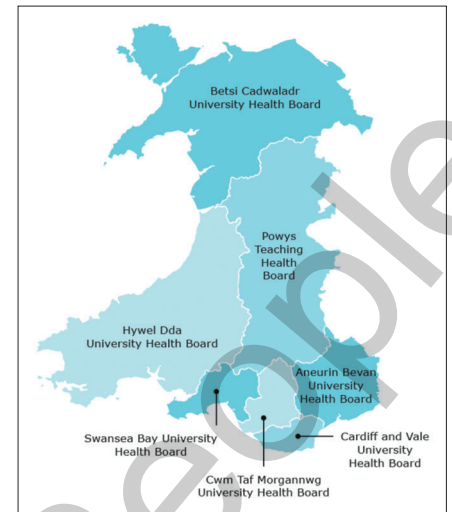 Betsi Cadwaladr
University Health Board
Powys
Teaching
Health
Board
Hywel Dda
University Health Board
Aneurin Bevan
University
Health Board
Swansea Bay University
Health Board
Cardiff and Vale
University
Health Board
Cwm Taf Morgannwg
University Health Board